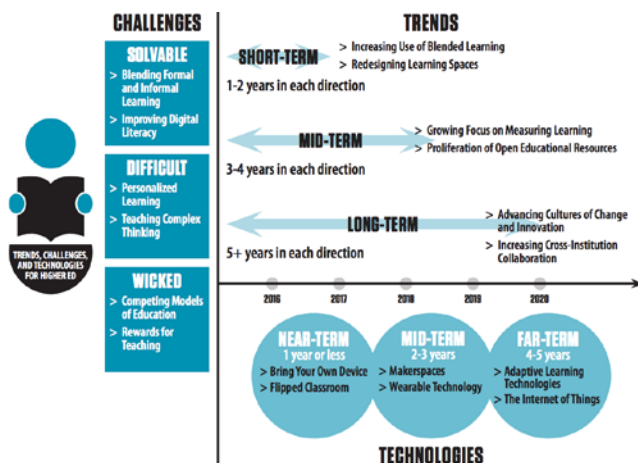 CHALLENGES
SOLVABLE
> Blending Formal
and Informal
Learning
> Improving Digital
Literacy
DIFFICULT
> Personalized
Learning
> Teaching Complex
Thinking
WICKED
> Competing Models
of Education
> Rewards for
Teaching
TRENDS, CHALLENGES,
AND TECHNOLOGIES
FOR HIGHER ED
TRENDS
SHORT-TERM
> Increasing Use of Blended Learning
> Redesigning Learning Spaces
1-2 years in each direction
MID-TERM
> Growing Focus on Measuring Learning
> Proliferation of Open Educational Resources
3-4 years in each direction
LONG-TERM
> Advancing Cultures of Change
and Innovation
> Increasing Cross-Institution
Collaboration
5+ years in each direction
2016 2017 2018 2019 2020
NEAR-TERM
1 year or less
> Bring Your Own Device
> Flipped Classroom
MID-TERM
2-3 years
> Makerspaces
> Wearable Technology
FAR-TERM
4-5 years
> Adaptive Learning
Technologies
> The Internet of Things
TECHNOLOGIES